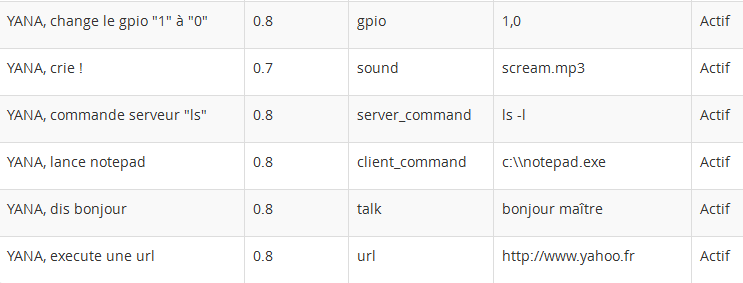 YANA, change le gpio "1" à "0" 0.8 gpio 1,0 Actif
YANA, crie ! 0.7 sound scream.mp3 Actif
YANA, commande serveur "ls" 0.8 server_command ls -l Actif
YANA, lance notepad 0.8 client_command c:\\notepad.exe Actif
YANA, dis bonjour 0.8 talk bonjour maître Actif
YANA, execute une url 0.8 url http://www.yahoo.fr Actif